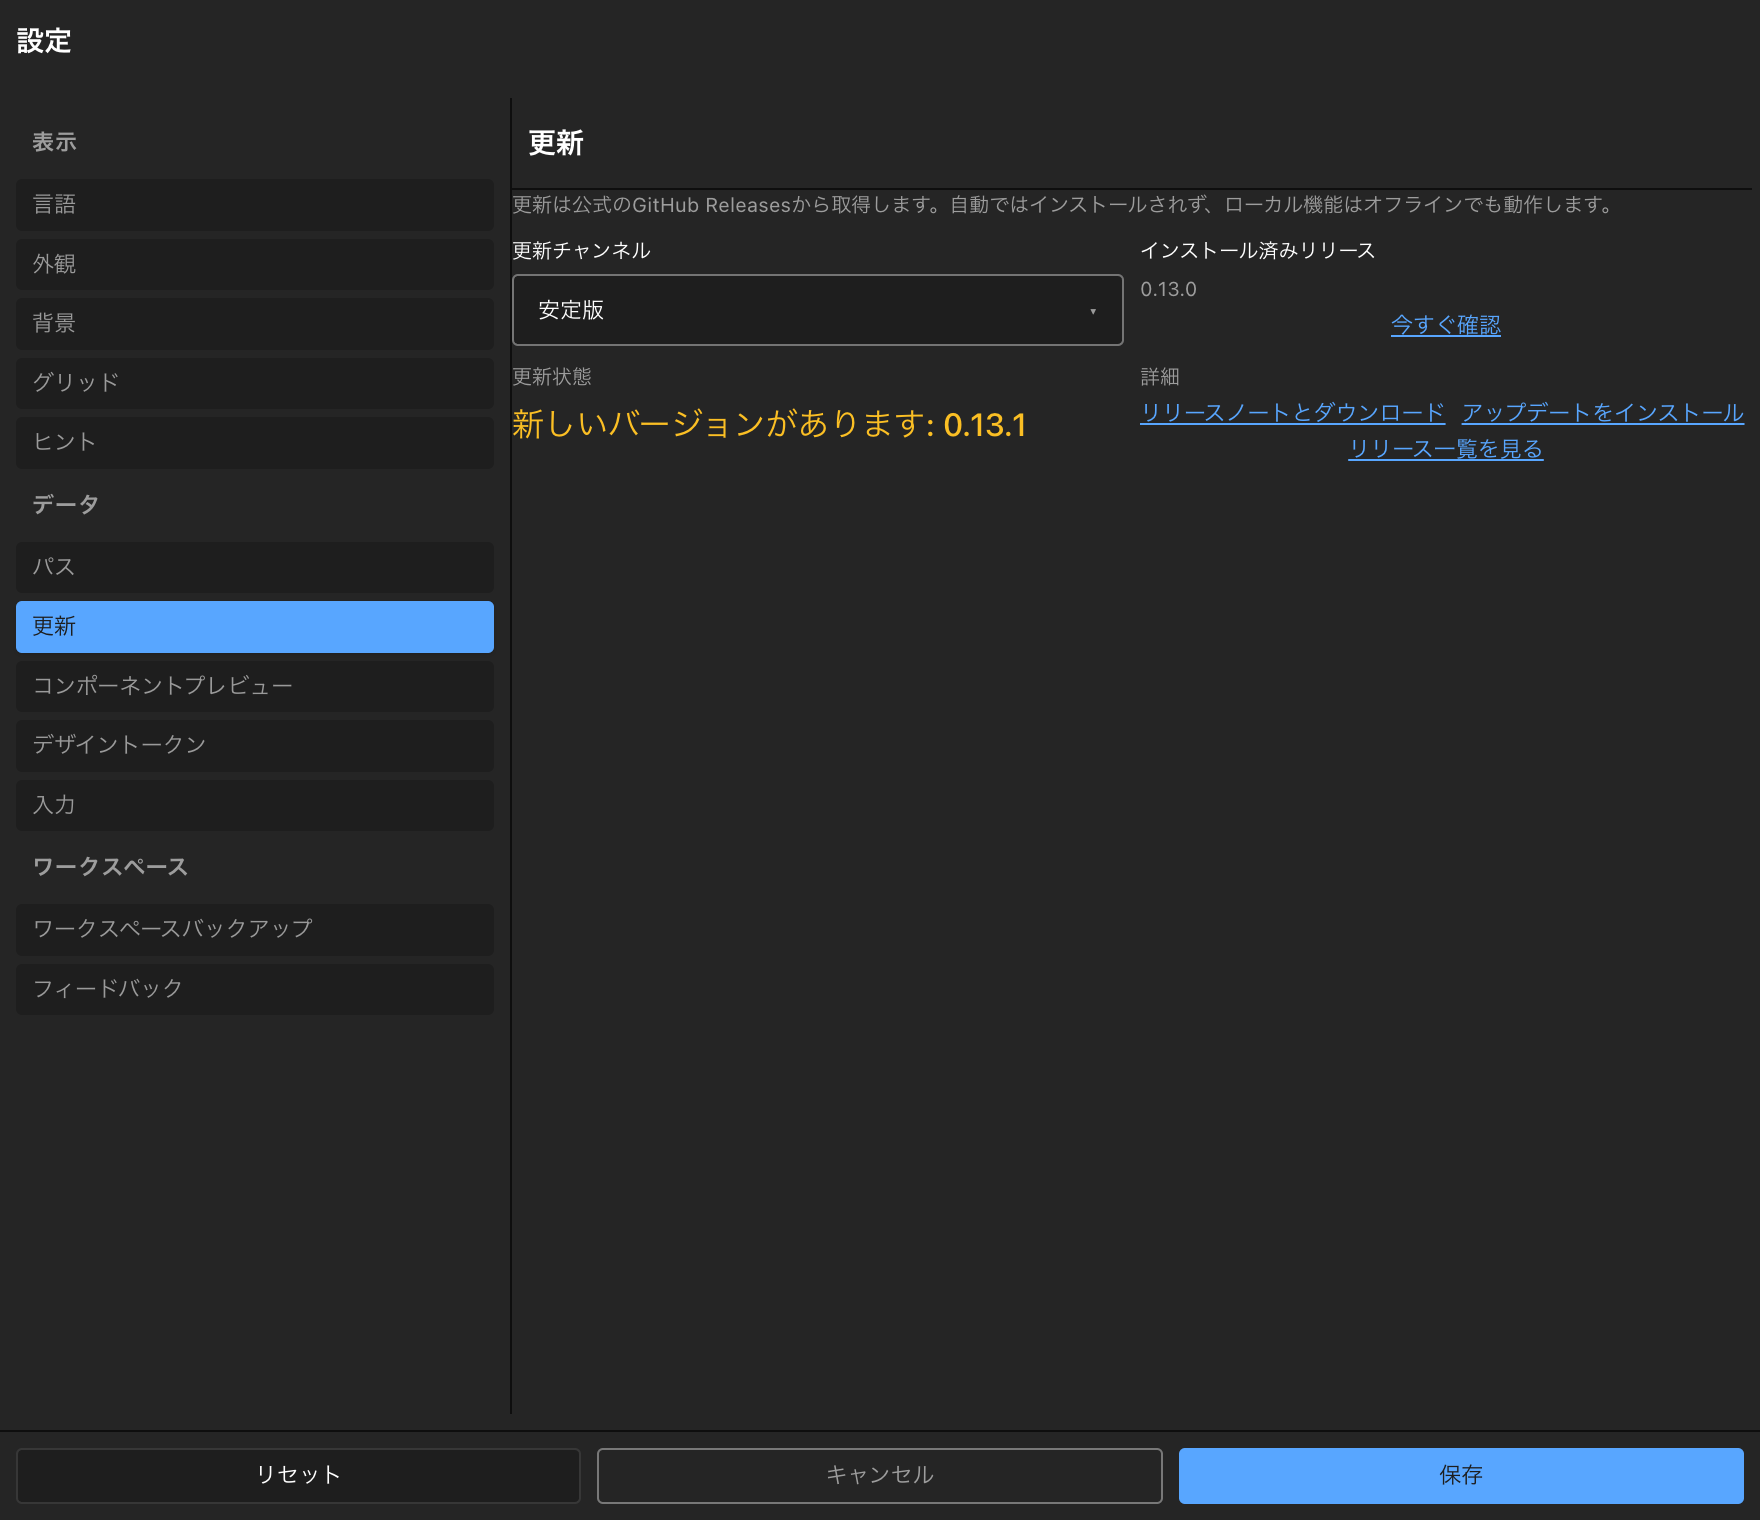 設定
表示
言語
外観
背景
グリッド
ヒント
データ
パス
更新
コンポーネントプレビュー
デザイントークン
入力
ワークスペース
ワークスペースバックアップ
フィードバック
更新
更新は公式のGitHub Releasesから取得します。自動ではインストールされず、ローカル機能はオフラインでも動作します。
更新チャンネル
安定版
インストール済みリリース
0.13.0
今すぐ確認
更新状態
新しいバージョンがあります: 0.13.1
詳細
リリースノートとダウンロード アップデートをインストール
リリース一覧を見る
リセット
キャンセル
保存